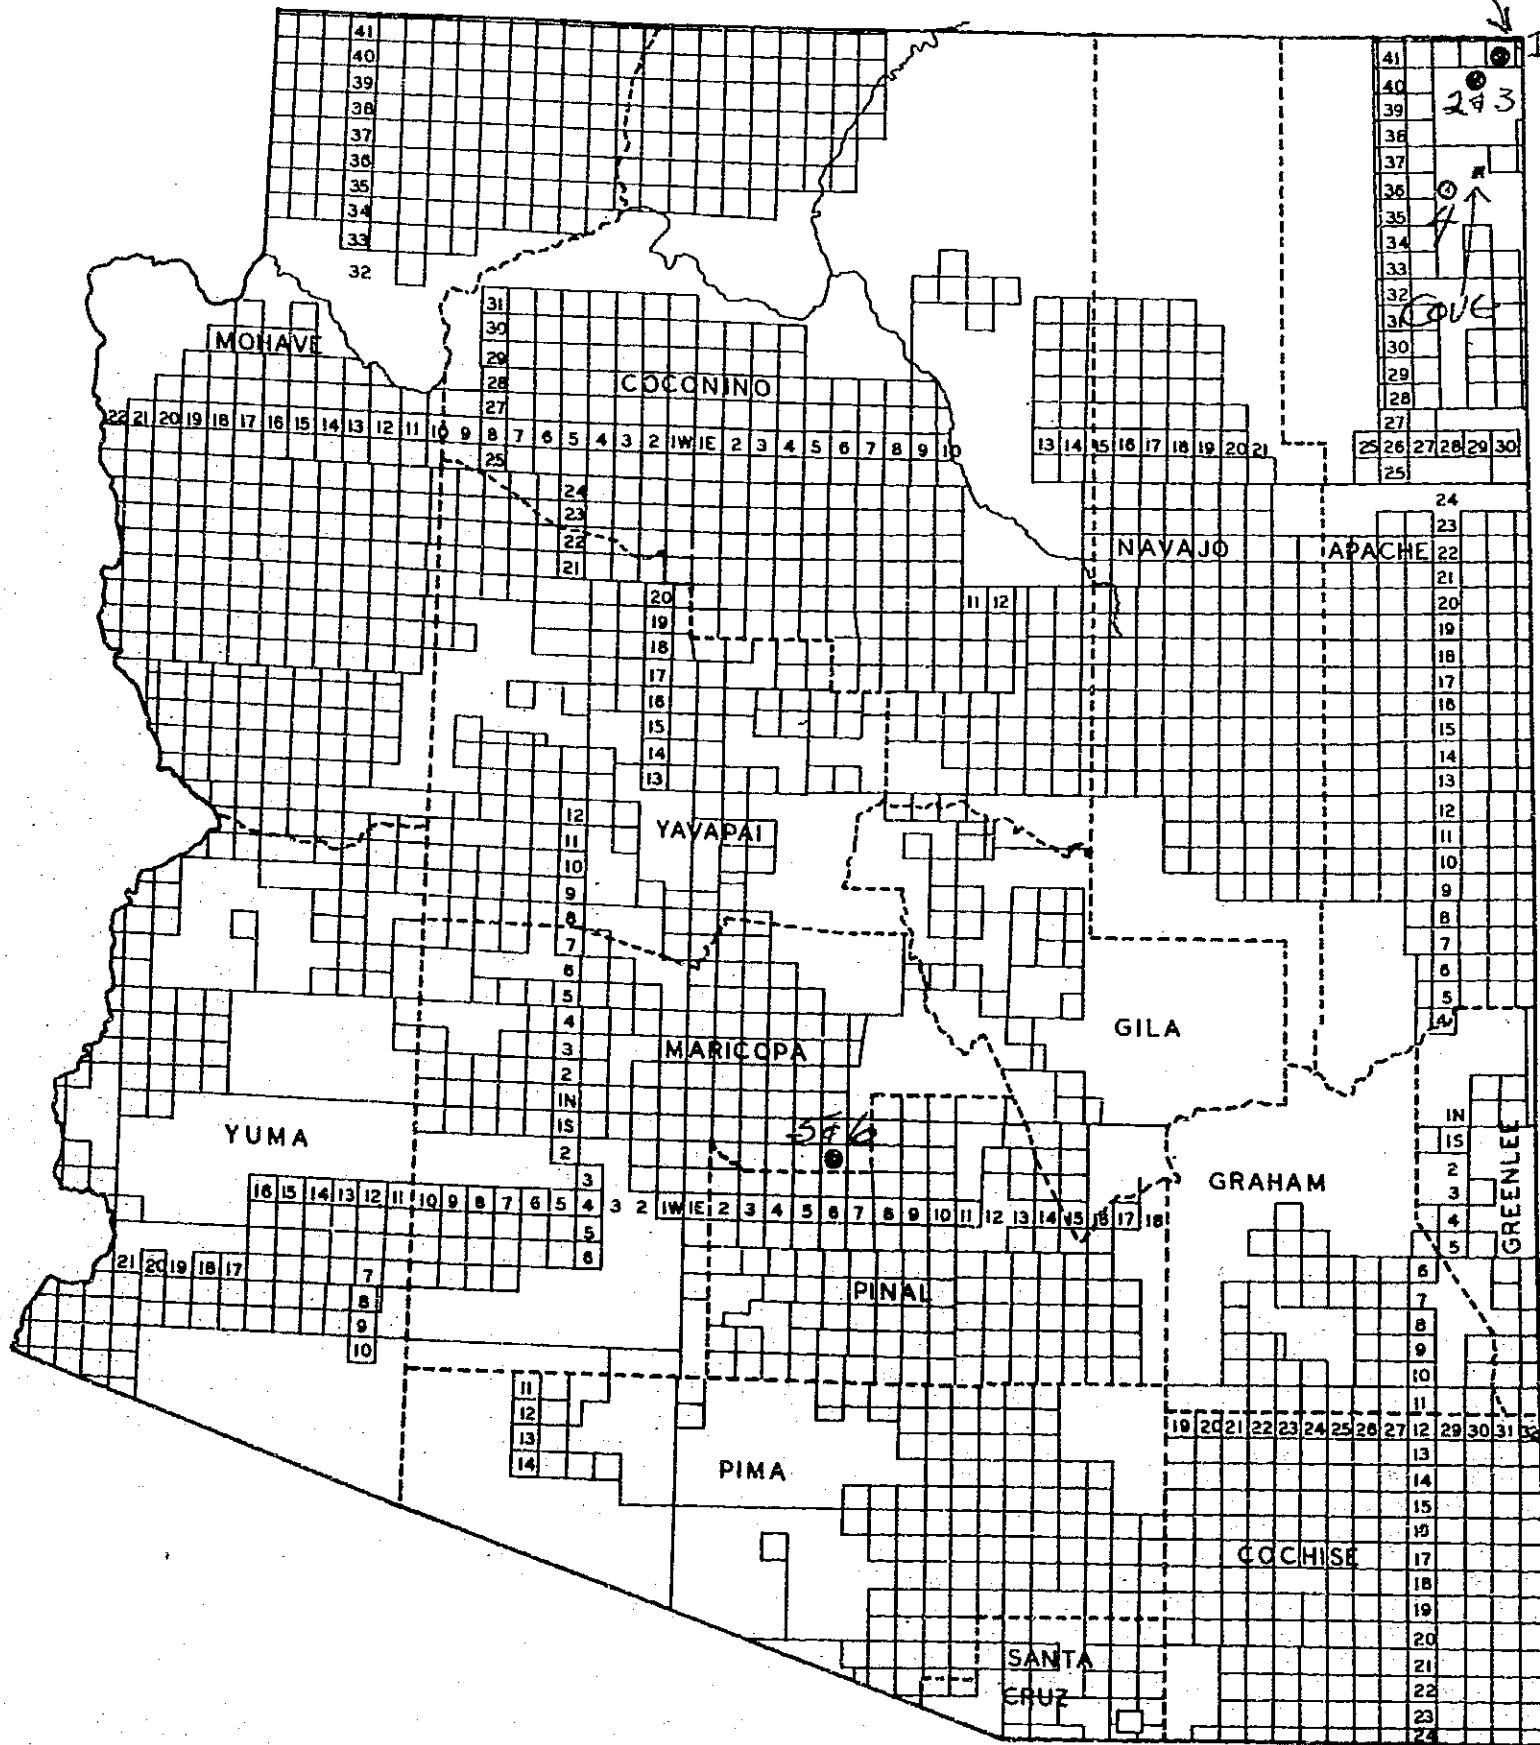 41 41
40 40
39 39 2 & 3
38 38
37 37
36 36
35 35 4
34 34
33 33
32 32
31 31 COVE
30 30
MOHAVE
29 29
28 COCONINO 28
27 27
22 21 20 19 18 17 16 15 14 13 12 11 10 9 8 7 6 5 4 3 2 1W 1E 2 3 4 5 6 7 8 9 10 13 14 15 16 17 18 19 20 21 25 26 27 28 29 30
25 25
24 24
23 23
22 NAVAJO APACHE 22
21 21
20 11 12 20
19 19
18 18
17 17
16 16
15 15
14 14
13 13
12 12
11 YAVAPAI 11
10 10
9 9
8 8
7 7
6 6
5 5
4 GILA 4
3 MARICOPA
2
1N 1N
1S YUMA 5 & 6 1S
2 2
3 GRAHAM 3 GREENLEE
16 15 14 13 12 11 10 9 8 7 6 5 4 3 2 1W 1E 2 3 4 5 6 7 8 9 10 11 12 13 14 15 16 17 18 4
5 5
6 6
21 20 19 18 17 7
PINAL 7
8 8
9 9
10 10
11 11
12 19 20 21 22 23 24 25 26 27 12 29 30 31 32
13 13
14 PIMA 14
15
16
COCHISE 17
18
19
20
SANTA 21
CRUZ 22
23
24